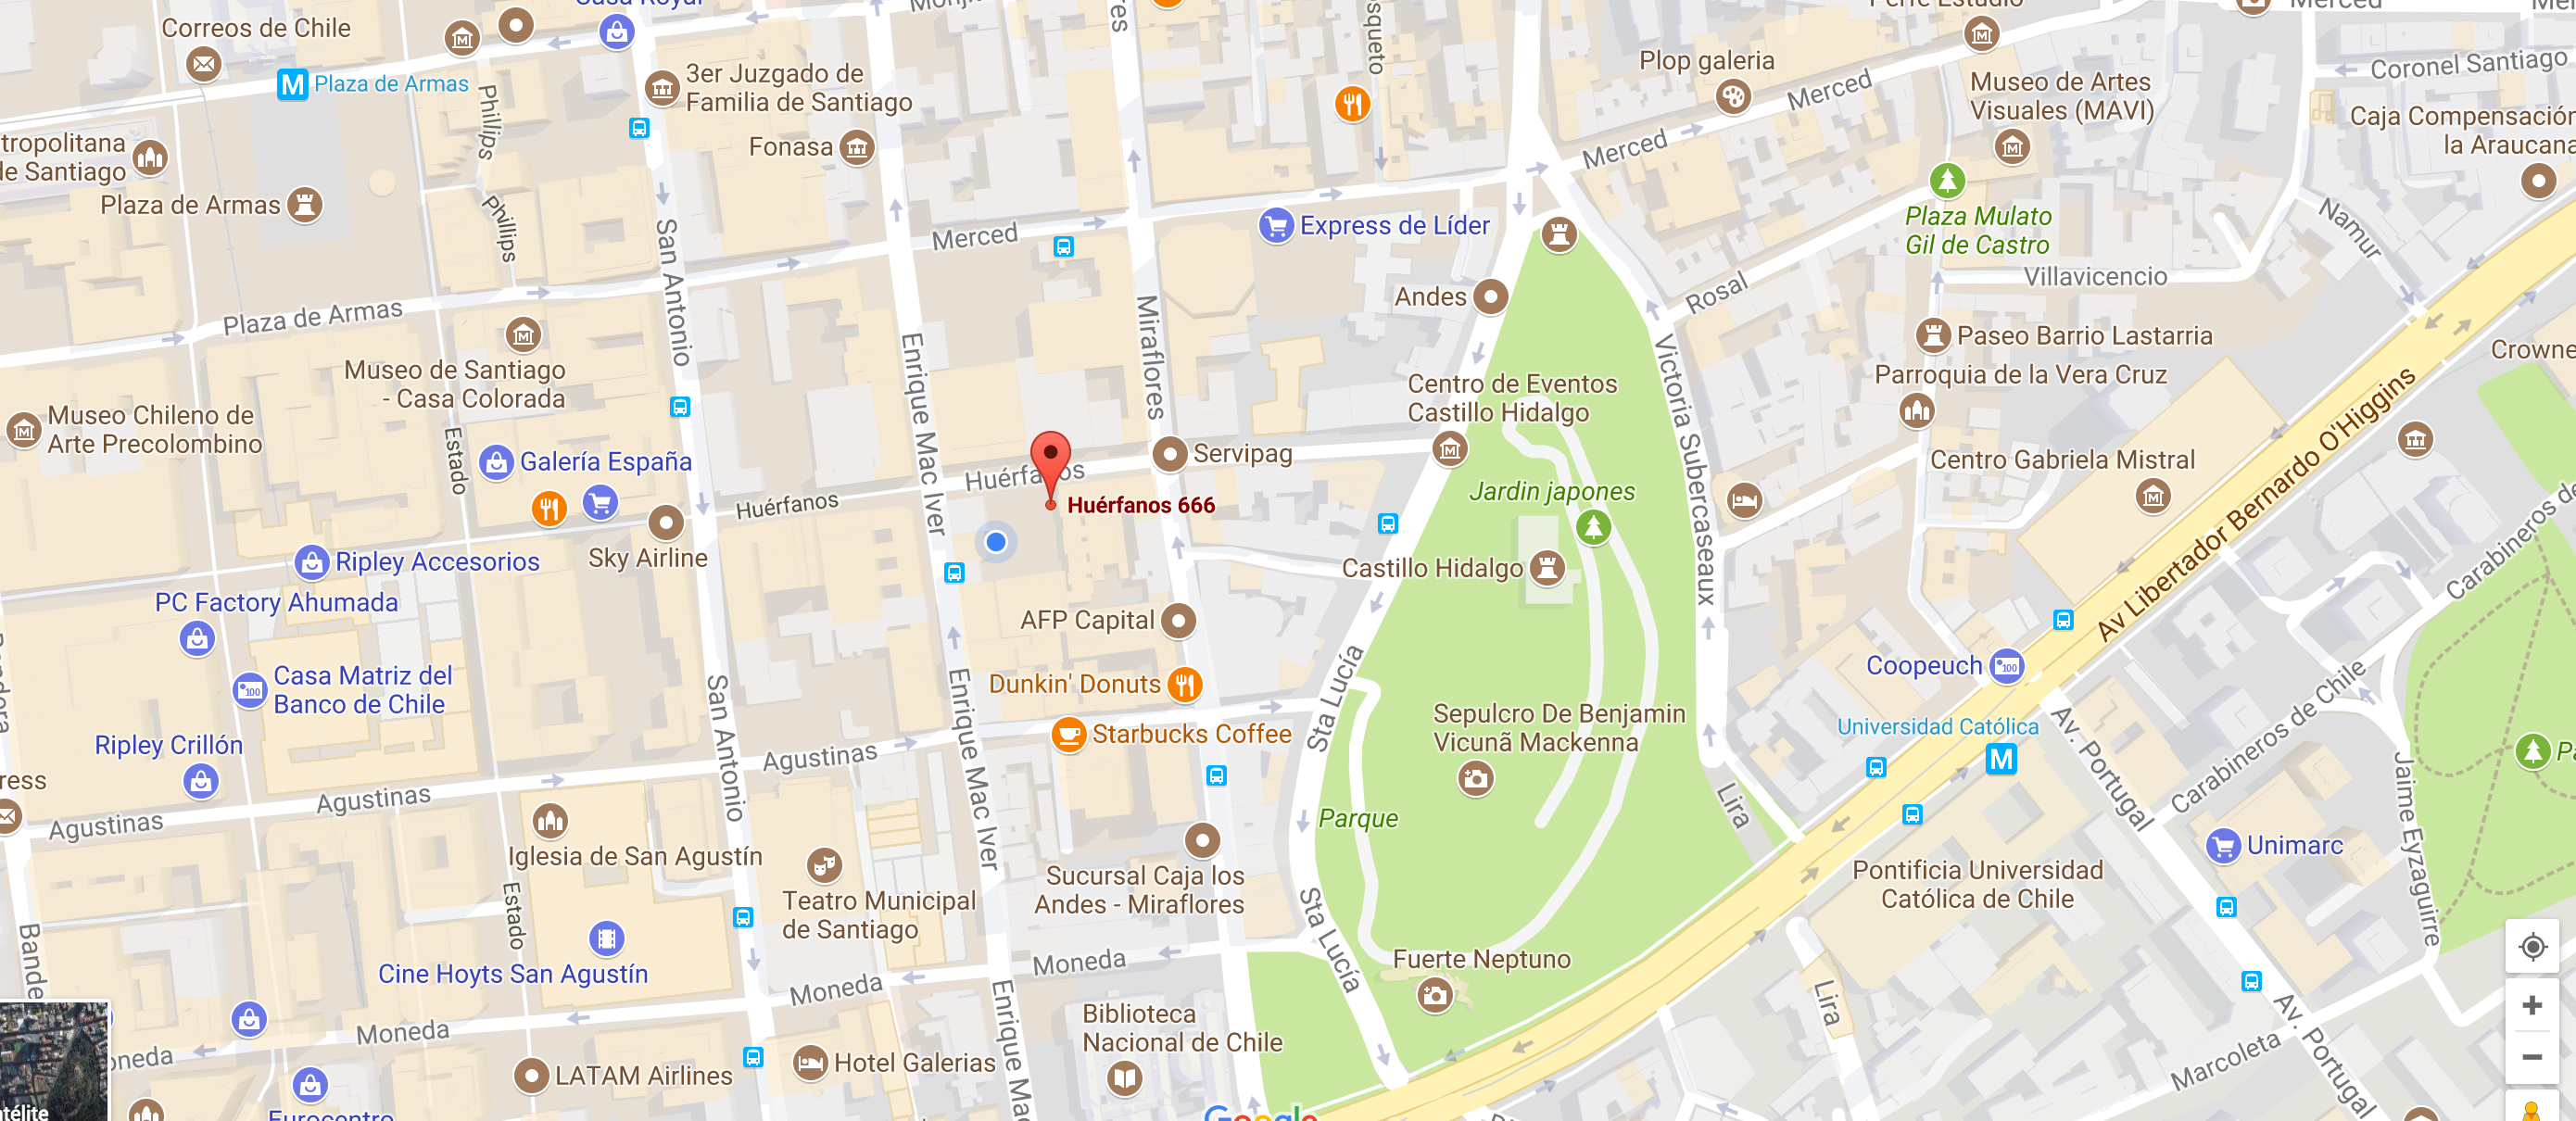 Casa Royal
Monji
Merced
Correos de Chile
Plaza de Armas
Phillips
3er Juzgado de
Familia de Santiago
Fonasa
Plop galeria
Merced
Museo de Artes
Visuales (MAVI)
Coronel Santiago
Caja Compensación
la Araucana
tropolitana
de Santiago
Plaza de Armas
Phillips
San Antonio
Merced
Express de Líder
Merced
Plaza Mulato
Gil de Castro
Villavicencio
Namur
Plaza de Armas
Miraflores
Andes
Rosal
Museo de Santiago
- Casa Colorada
Enrique Mac Iver
Victoria Subercaseaux
Paseo Barrio Lastarria
Parroquia de la Vera Cruz
Crowne
Museo Chileno de
Arte Precolombino
Estado
Centro de Eventos
Castillo Hidalgo
Galería España
Huérfanos
Servipag
Centro Gabriela Mistral
Av Libertador Bernardo O'Higgins
Huérfanos
Huérfanos 666
Jardin japones
Sky Airline
Ripley Accesorios
Castillo Hidalgo
Carabineros de
PC Factory Ahumada
AFP Capital
Casa Matriz del
Banco de Chile
San Antonio
Enrique Mac Iver
Dunkin' Donuts
Sta Lucía
Coopeuch
Carabineros de Chile
Starbucks Coffee
Sepulcro De Benjamin
Vicunã Mackenna
Universidad Católica
M
Av. Portugal
Ripley Crillón
Agustinas
ress
Agustinas
Agustinas
Lira
Parque
Jaime Eyzaguire
Unimarc
Iglesia de San Agustín
Teatro Municipal
de Santiago
Sucursal Caja los
Andes - Miraflores
Pontificia Universidad
Católica de Chile
Estado
Bande
Sta Lucía
Cine Hoyts San Agustín
Moneda
Moneda
Fuerte Neptuno
Lira
Moneda
oneda
Enrique Mac
Biblioteca
Nacional de Chile
Av. Portugal
Marcoleta
LATAM Airlines
Hotel Galerias
télite
Eurocentro
Google